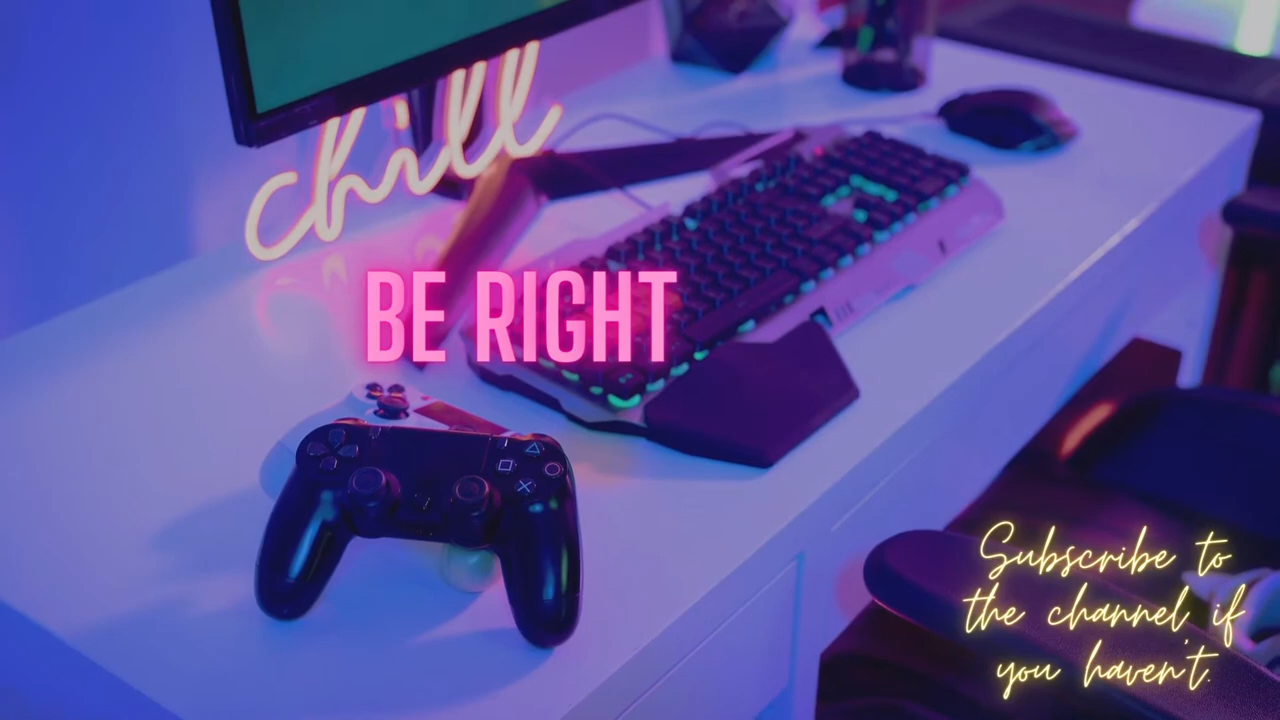 chill
BE RIGHT
Subscribe to
the channel if
you haven't.